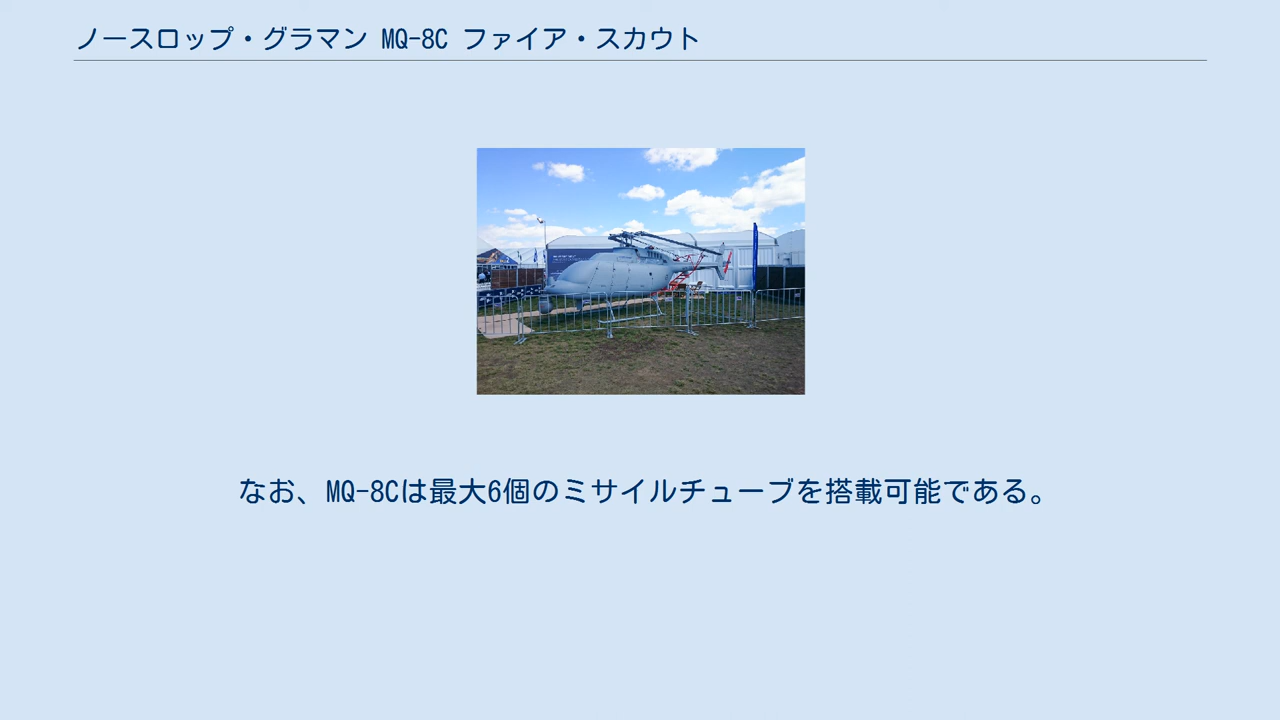 ノースロップ・グラマン MQ-8C ファイア・スカウト
なお、MQ-8Cは最大6個のミサイルチューブを搭載可能である。